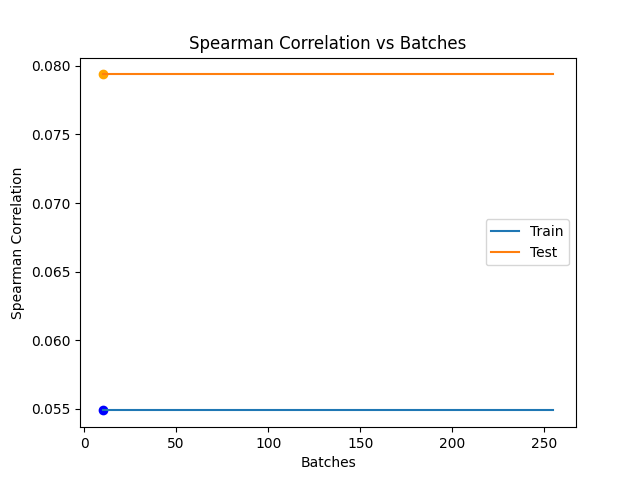 Spearman Correlation vs Batches
0.080
0.075
0.070
0.065
0.060
0.055
Spearman Correlation
Train
Test
0
50
100
150
200
250
Batches